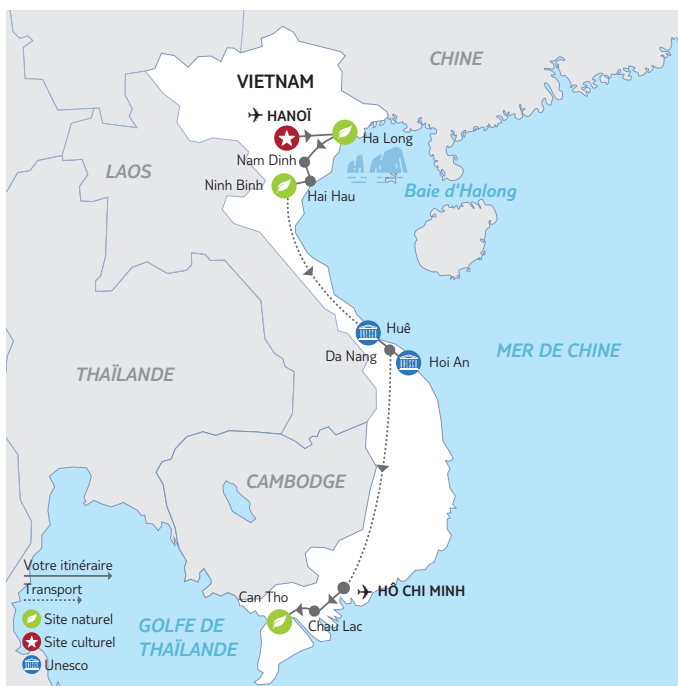 CHINE
VIETNAM
HANOÏ
Ha Long
Nam Dinh
LAOS
Ninh Binh
Hai Hau
Baie d'Halong
Huê
Da Nang
Hoi An
MER DE CHINE
THAÏLANDE
CAMBODGE
HÔ CHI MINH
Can Tho
Chau Lac
GOLFE DE
THAÏLANDE
Votre itinéraire
Transport
Site naturel
Site culturel
Unesco